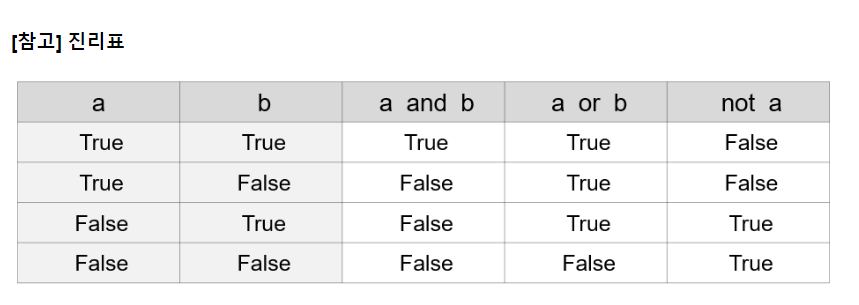 [참고] 진리표
a b a and b a or b not a
True True True True False
True False False True False
False True False True True
False False False False True